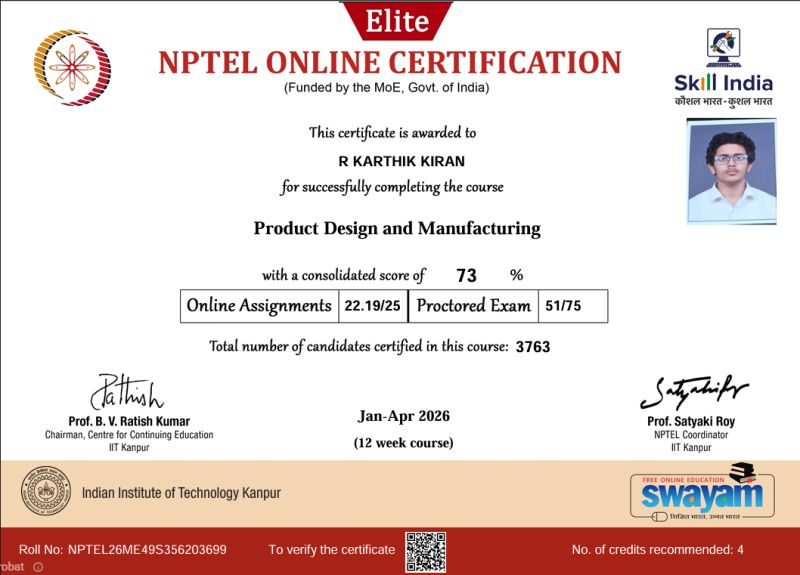 Elite
NPTEL ONLINE CERTIFICATION
(Funded by the MoE, Govt. of India)
Skill India
कौशल भारत - कुशल भारत
This certificate is awarded to
R KARTHIK KIRAN
for successfully completing the course
Product Design and Manufacturing
with a consolidated score of 73 %
Online Assignments 22.19/25 Proctored Exam 51/75
Total number of candidates certified in this course: 3763
Prof. B. V. Ratish Kumar
Chairman, Centre for Continuing Education
IIT Kanpur
Jan-Apr 2026
(12 week course)
Prof. Satyaki Roy
NPTEL Coordinator
IIT Kanpur
Indian Institute of Technology Kanpur
FREE ONLINE EDUCATION
swayam
शिक्षित भारत, उन्नत भारत
Roll No: NPTEL26ME49S356203699
To verify the certificate
No. of credits recommended: 4
robat